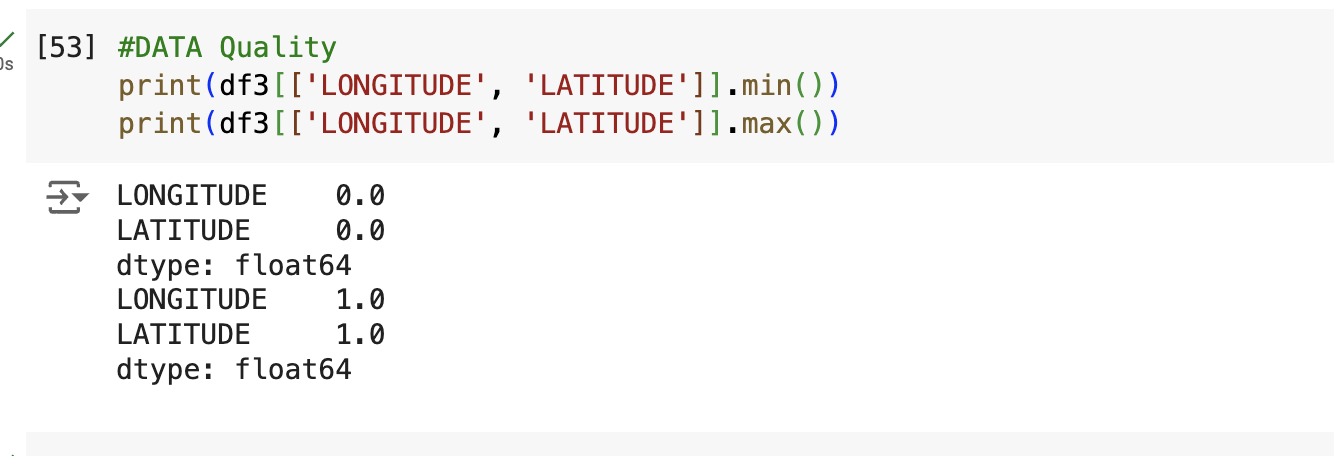 [53] #DATA Quality
0s
print(df3[['LONGITUDE', 'LATITUDE']].min())
print(df3[['LONGITUDE', 'LATITUDE']].max())
LONGITUDE    0.0
LATITUDE     0.0
dtype: float64
LONGITUDE    1.0
LATITUDE     1.0
dtype: float64